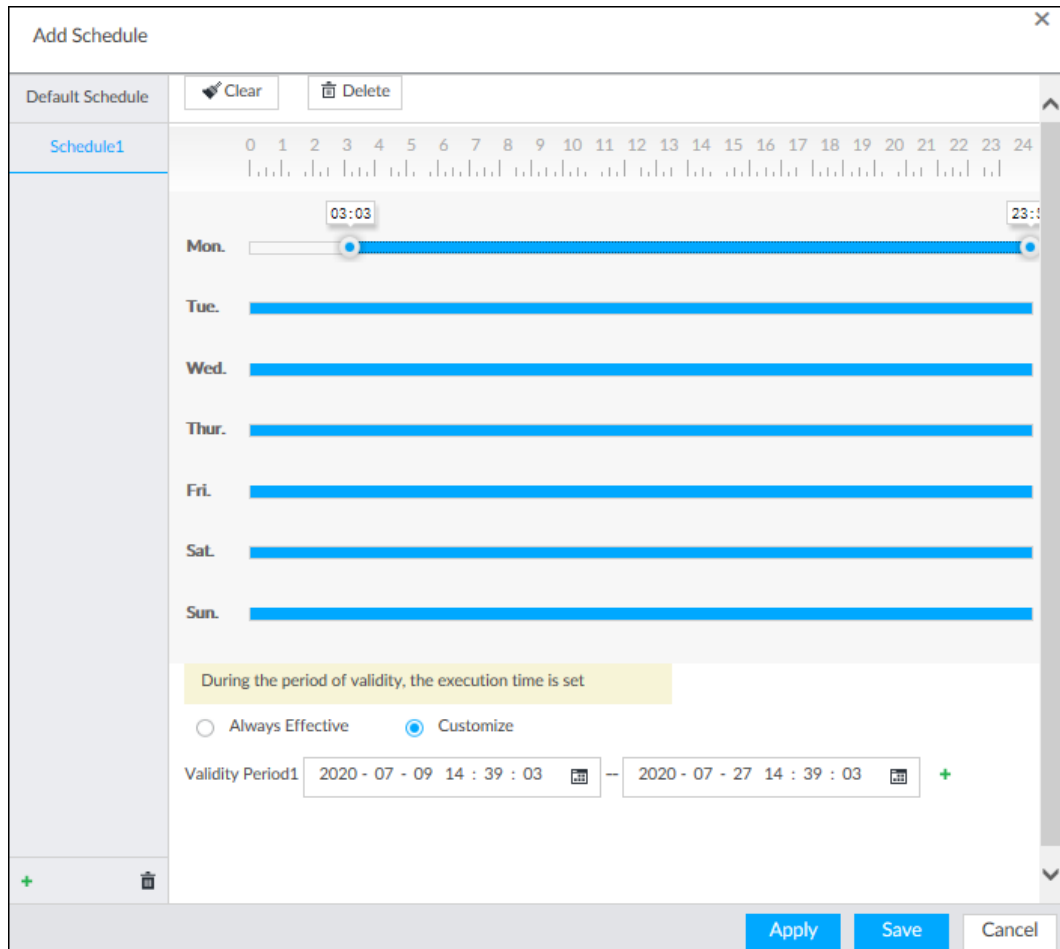 Add Schedule
Default Schedule
Clear
Delete
Schedule1
0 1 2 3 4 5 6 7 8 9 10 11 12 13 14 15 16 17 18 19 20 21 22 23 24
03:03
Mon.
Tue.
Wed.
Thur.
Fri.
Sat.
Sun.
During the period of validity, the execution time is set
Always Effective
Customize
Validity Period1 2020 - 07 - 09 14 : 39 : 03 -- 2020 - 07 - 27 14 : 39 : 03 +
Apply
Save
Cancel